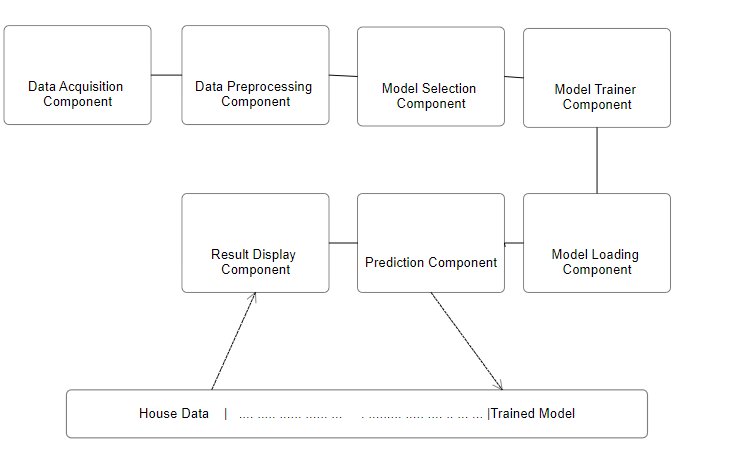 Data Acquisition
Component
Data Preprocessing
Component
Model Selection
Component
Model Trainer
Component
Result Display
Component
Prediction Component
Model Loading
Component
House Data | .... ..... ...... ...... ... . ......... ..... .... .. ... ... |Trained Model